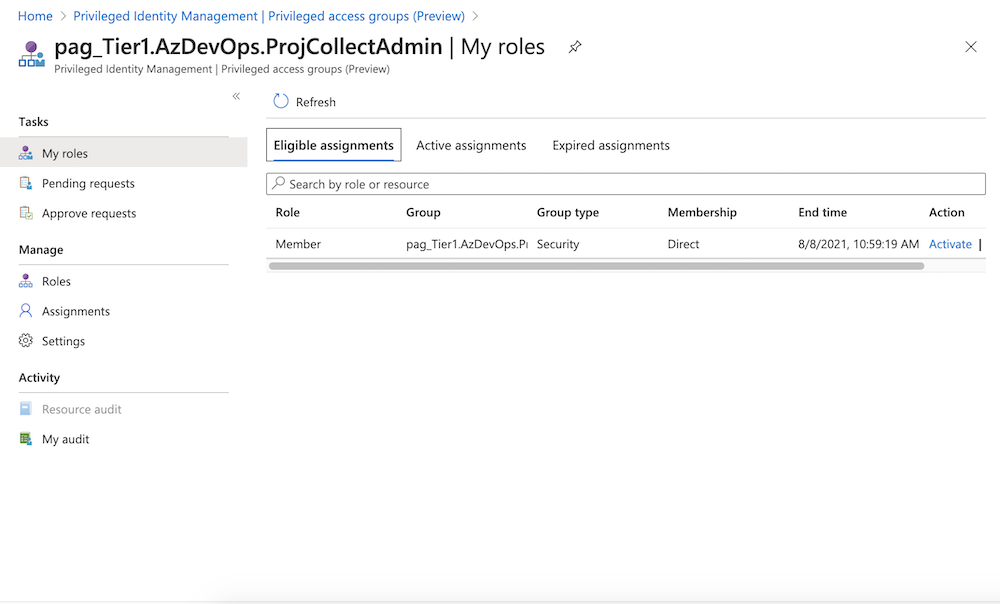 Home > Privileged Identity Management | Privileged access groups (Preview) >
pag_Tier1.AzDevOps.ProjCollectAdmin | My roles
Privileged Identity Management | Privileged access groups (Preview)
«
Refresh
Tasks
My roles
Pending requests
Approve requests
Manage
Roles
Assignments
Settings
Activity
Resource audit
My audit
Eligible assignments Active assignments Expired assignments
Search by role or resource
Role Group Group type Membership End time Action
Member pag_Tier1.AzDevOps.Pr Security Direct 8/8/2021, 10:59:19 AM Activate |